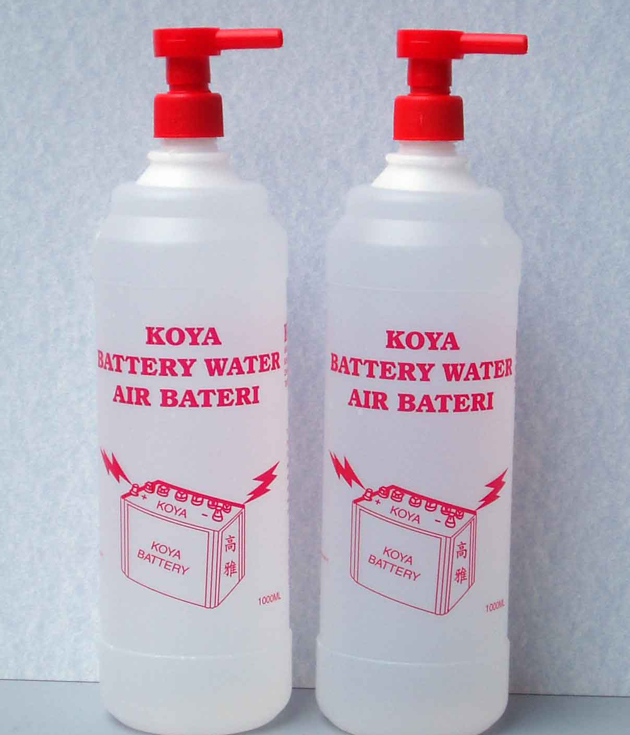 KOYA
BATTERY WATER
AIR BATERI
KOYA
KOYA
BATTERY
高
雅
1000ML
KOYA
BATTERY WATER
AIR BATERI
KOYA
KOYA
BATTERY
高
雅
1000ML